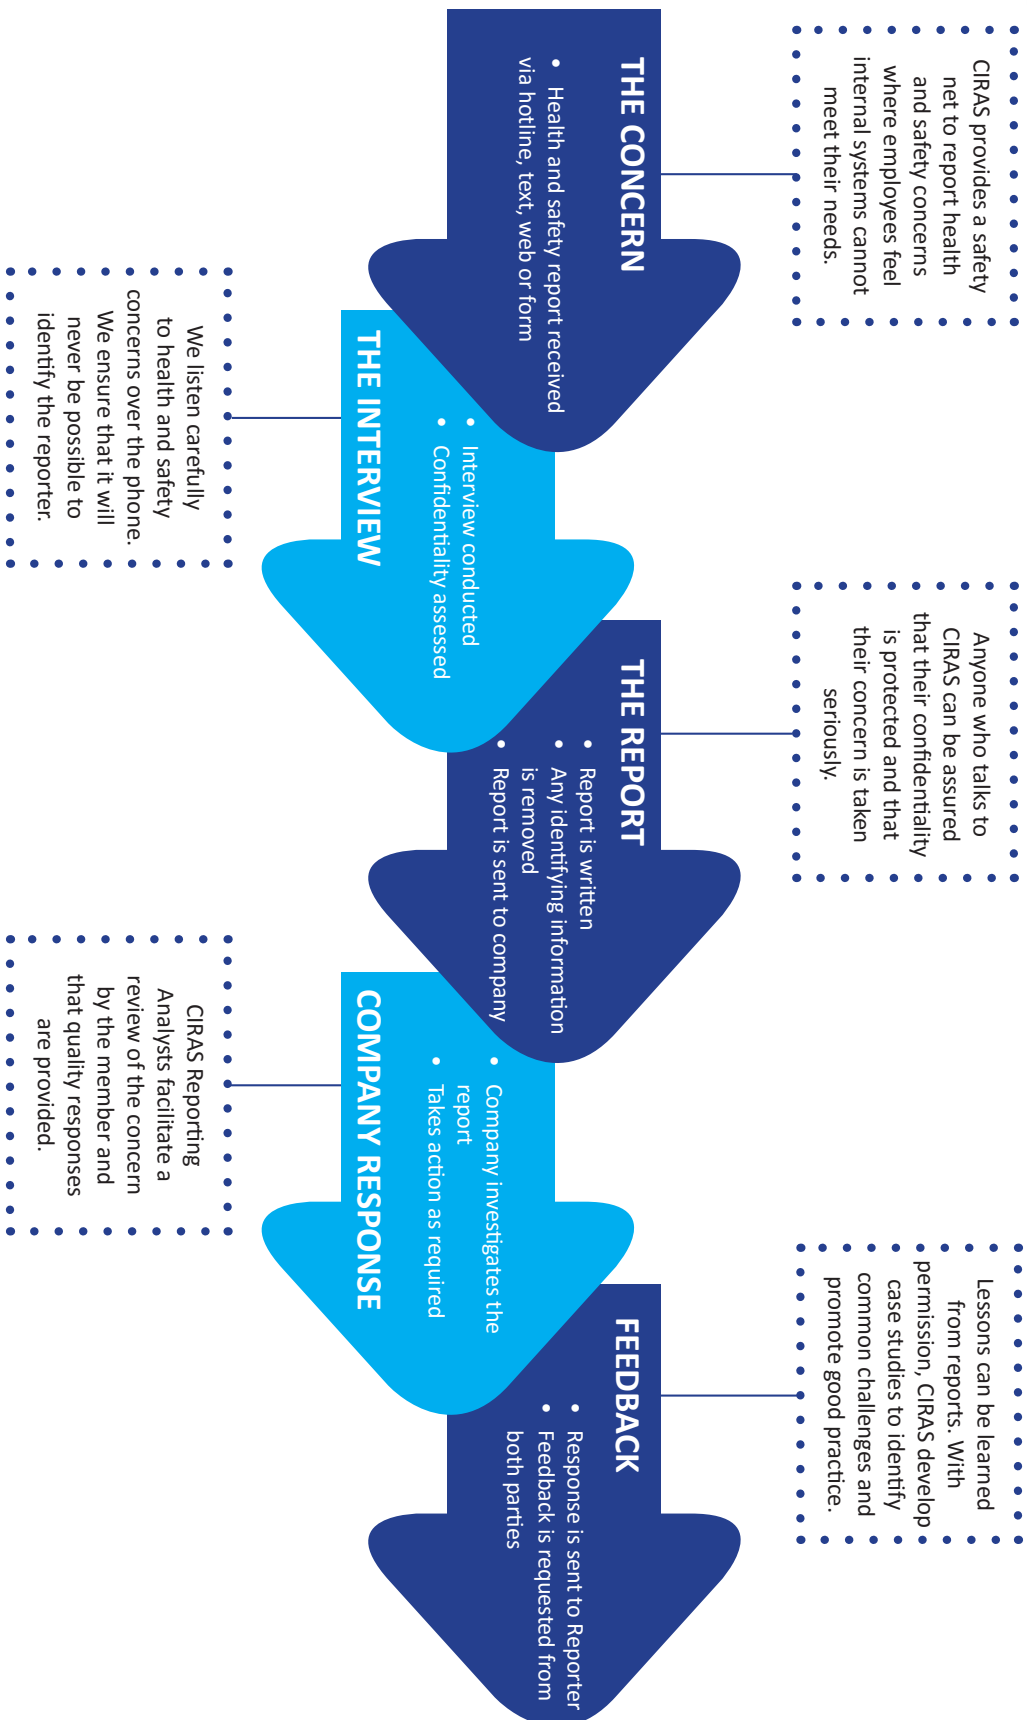 CIRAS provides a safety
net to report health
and safety concerns
where employees feel
internal systems cannot
meet their needs.
THE CONCERN
• Health and safety report received
via hotline, text, web or form
THE INTERVIEW
• Interview conducted
• Confidentiality assessed
We listen carefully
to health and safety
concerns over the phone.
We ensure that it will
never be possible to
identify the reporter.
Anyone who talks to
CIRAS can be assured
that their confidentiality
is protected and that
their concern is taken
seriously.
THE REPORT
• Report is written
• Any identifying information
is removed
• Report is sent to company
COMPANY RESPONSE
• Company investigates the
report
• Takes action as required
CIRAS Reporting
Analysts facilitate a
review of the concern
by the member and
that quality responses
are provided.
Lessons can be learned
from reports. With
permission, CIRAS develop
case studies to identify
common challenges and
promote good practice.
FEEDBACK
• Response is sent to Reporter
• Feedback is requested from
both parties